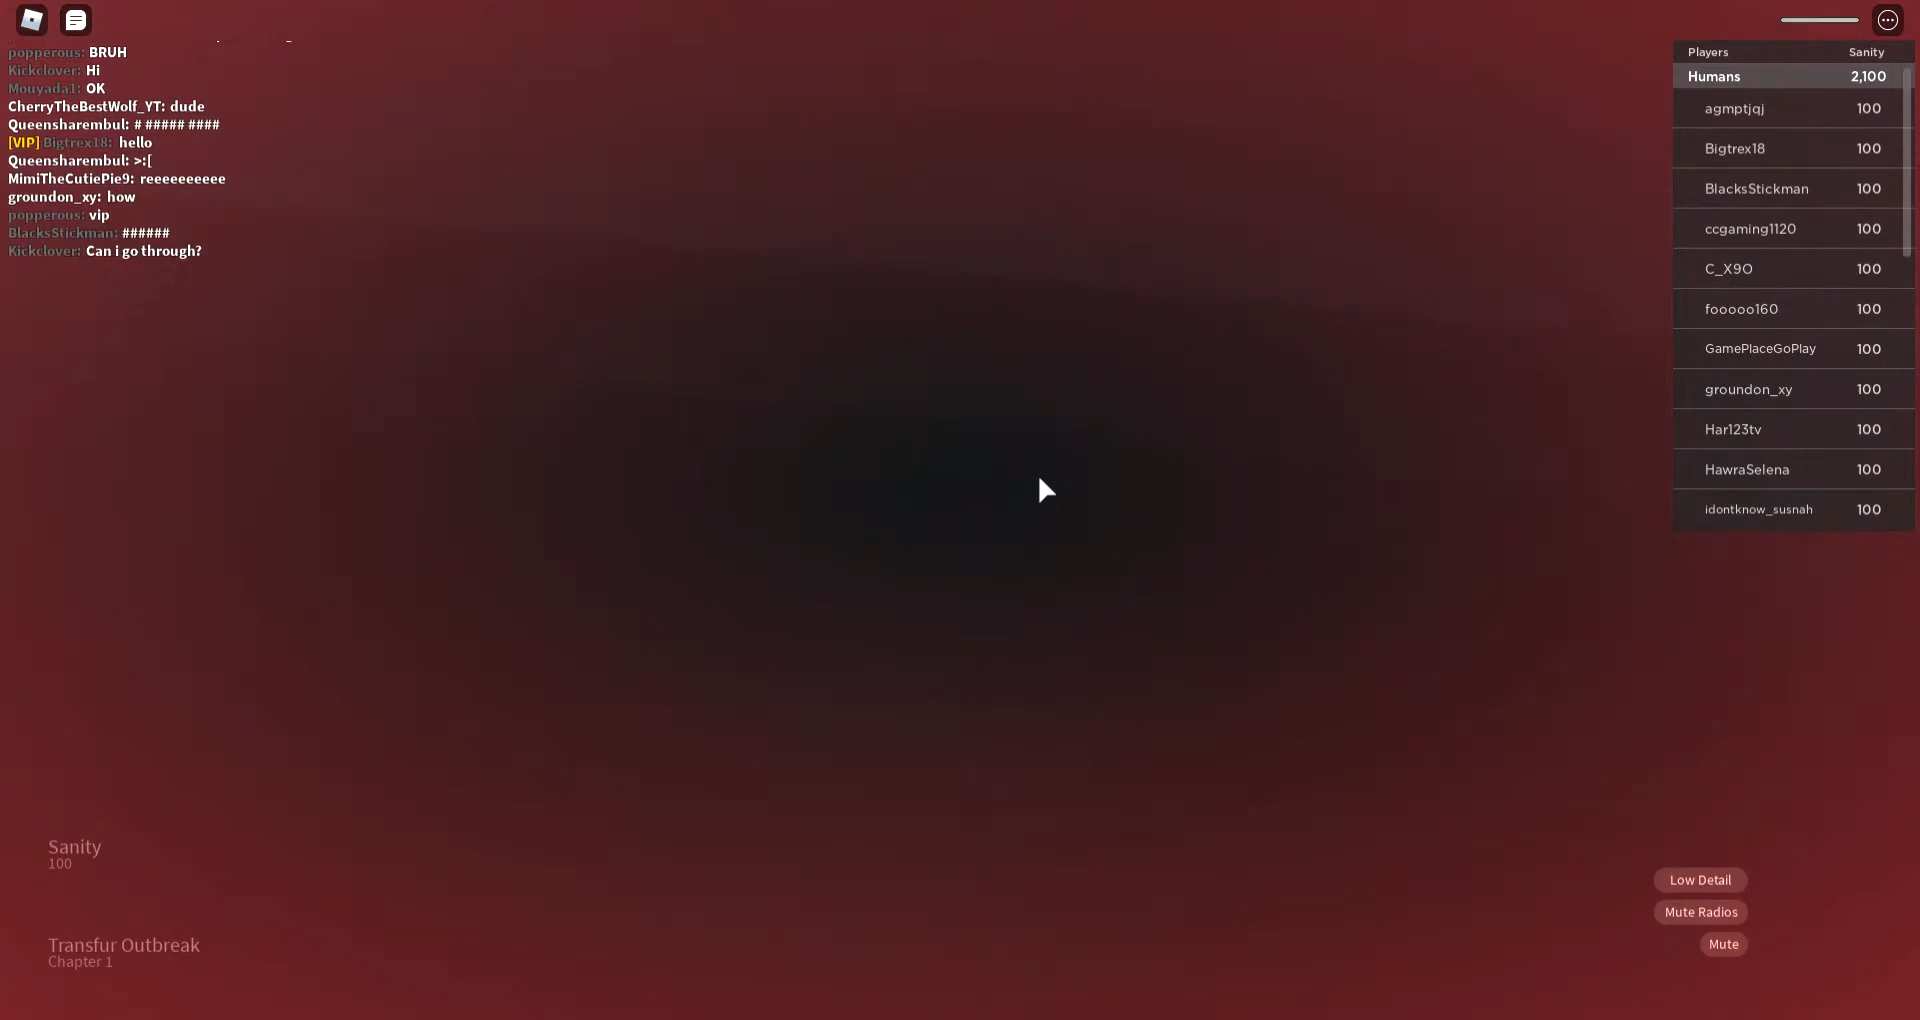 popperous: BRUH
Kickclover: Hi
Mouyada1: OK
CherryTheBestWolf_YT: dude
Queensharembul: # ##### ####
[VIP] Bigtrex18: hello
Queensharembul: >:[
MimiTheCutiePie9: reeeeeeeeee
groundon_xy: how
popperous: vip
BlacksStickman: ######
Kickclover: Can i go through?
Players Sanity
Humans 2,100
agmptjqj 100
Bigtrex18 100
BlacksStickman 100
ccgaming1120 100
C_X9O 100
fooooo160 100
GamePlaceGoPlay 100
groundon_xy 100
Har123tv 100
HawraSelena 100
idontknow_susnah 100
Sanity
100
Transfur Outbreak
Chapter 1
Low Detail
Mute Radios
Mute